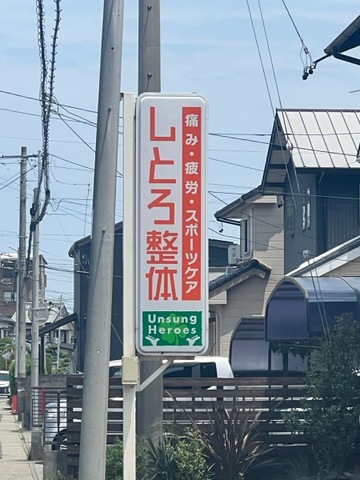 痛み・疲労・スポーツケア
しとろ整体
Unsung
Heroes